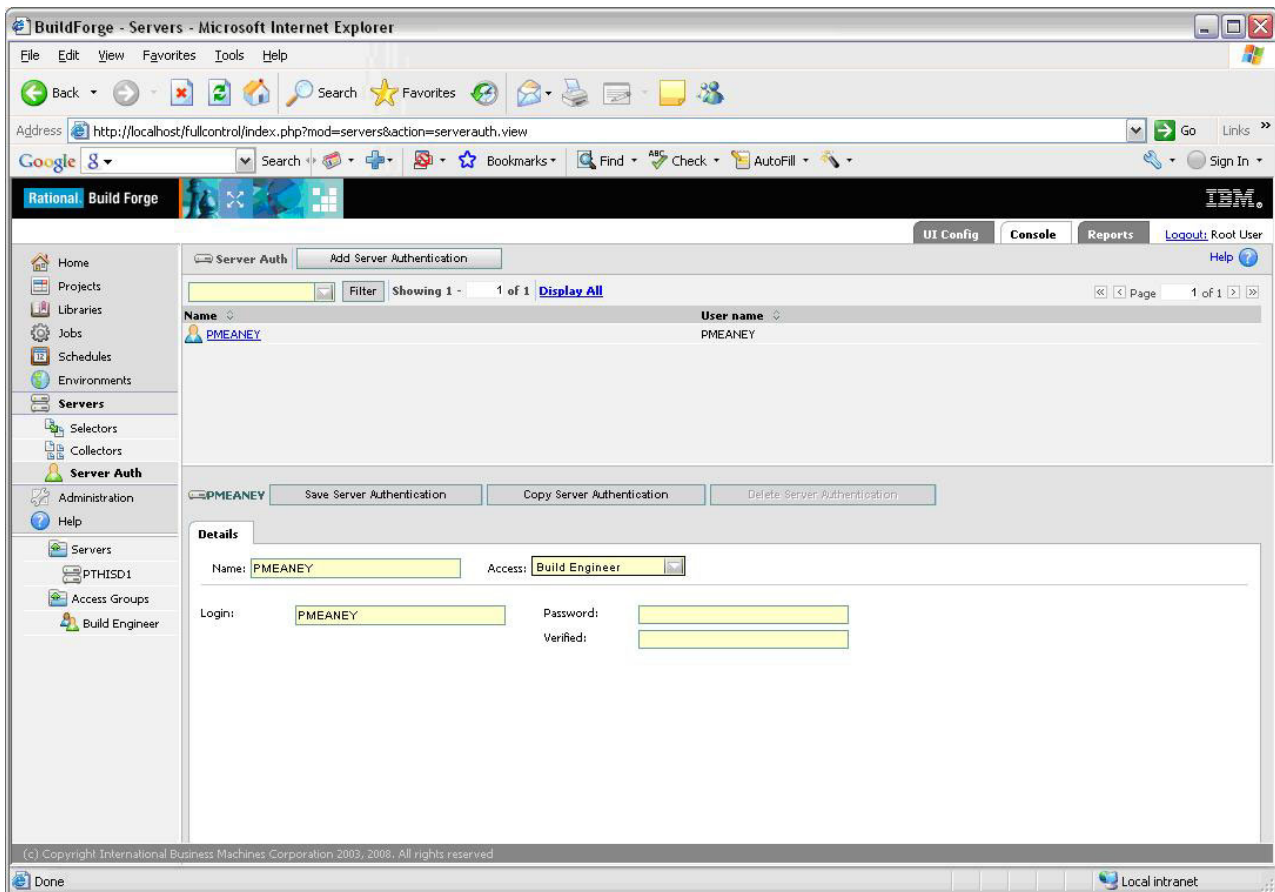 BuildForge - Servers - Microsoft Internet Explorer
File Edit View Favorites Tools Help
Back Search Favorites
Address http://localhost/fullcontrol/index.php?mod=servers&action=serverauth.view Go Links »
Google 8 Search Bookmarks Find ABC Check AutoFill Sign In
Rational. Build Forge IBM.
UI Config Console Reports Logout: Root User
Home
Projects
Libraries
Jobs
12 Schedules
Environments
Servers
Selectors
Collectors
Server Auth
Administration
Help
Servers
PTHISD1
Access Groups
Build Engineer
Server Auth Add Server Authentication Help
Filter Showing 1 - 1 of 1 Display All Page 1 of 1
Name User name
PMEANEY PMEANEY
PMEANEY Save Server Authentication Copy Server Authentication Delete Server Authentication
Details
Name: PMEANEY Access: Build Engineer
Login: PMEANEY Password:
Verified:
(c) Copyright International Business Machines Corporation 2003, 2008. All rights reserved
Done Local intranet